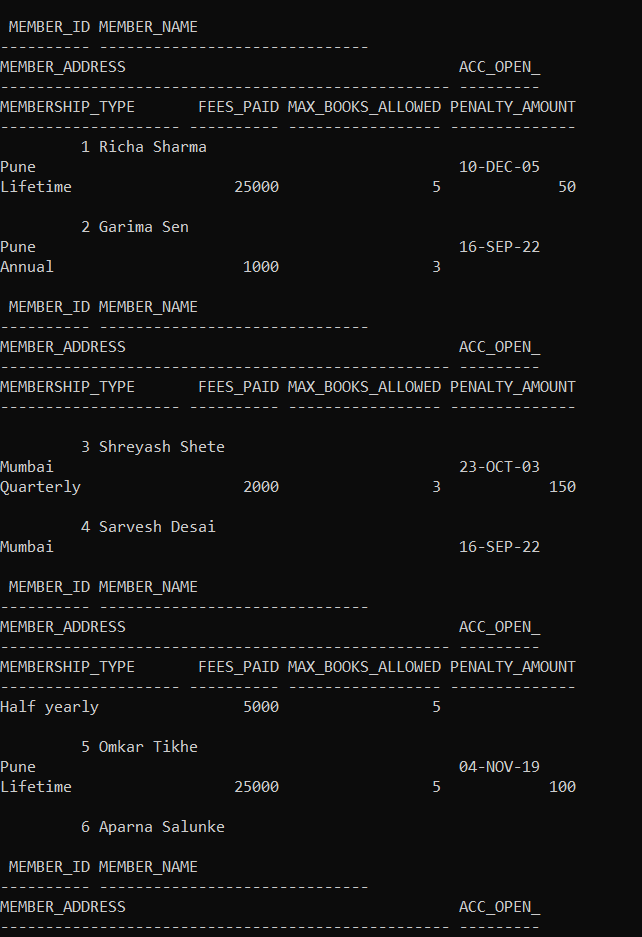 MEMBER_ID MEMBER_NAME
---------- ------------------------------
MEMBER_ADDRESS                                     ACC_OPEN_
-------------------------------------------------- ---------
MEMBERSHIP_TYPE       FEES_PAID MAX_BOOKS_ALLOWED PENALTY_AMOUNT
-------------------- ---------- ----------------- --------------
         1 Richa Sharma
Pune                                               10-DEC-05
Lifetime                  25000                 5             50
         2 Garima Sen
Pune                                               16-SEP-22
Annual                     1000                 3
 MEMBER_ID MEMBER_NAME
---------- ------------------------------
MEMBER_ADDRESS                                     ACC_OPEN_
-------------------------------------------------- ---------
MEMBERSHIP_TYPE       FEES_PAID MAX_BOOKS_ALLOWED PENALTY_AMOUNT
-------------------- ---------- ----------------- --------------
         3 Shreyash Shete
Mumbai                                             23-OCT-03
Quarterly                  2000                 3            150
         4 Sarvesh Desai
Mumbai                                             16-SEP-22
 MEMBER_ID MEMBER_NAME
---------- ------------------------------
MEMBER_ADDRESS                                     ACC_OPEN_
-------------------------------------------------- ---------
MEMBERSHIP_TYPE       FEES_PAID MAX_BOOKS_ALLOWED PENALTY_AMOUNT
-------------------- ---------- ----------------- --------------
Half yearly                5000                 5
         5 Omkar Tikhe
Pune                                               04-NOV-19
Lifetime                  25000                 5            100
         6 Aparna Salunke
 MEMBER_ID MEMBER_NAME
---------- ------------------------------
MEMBER_ADDRESS                                     ACC_OPEN_
-------------------------------------------------- ---------